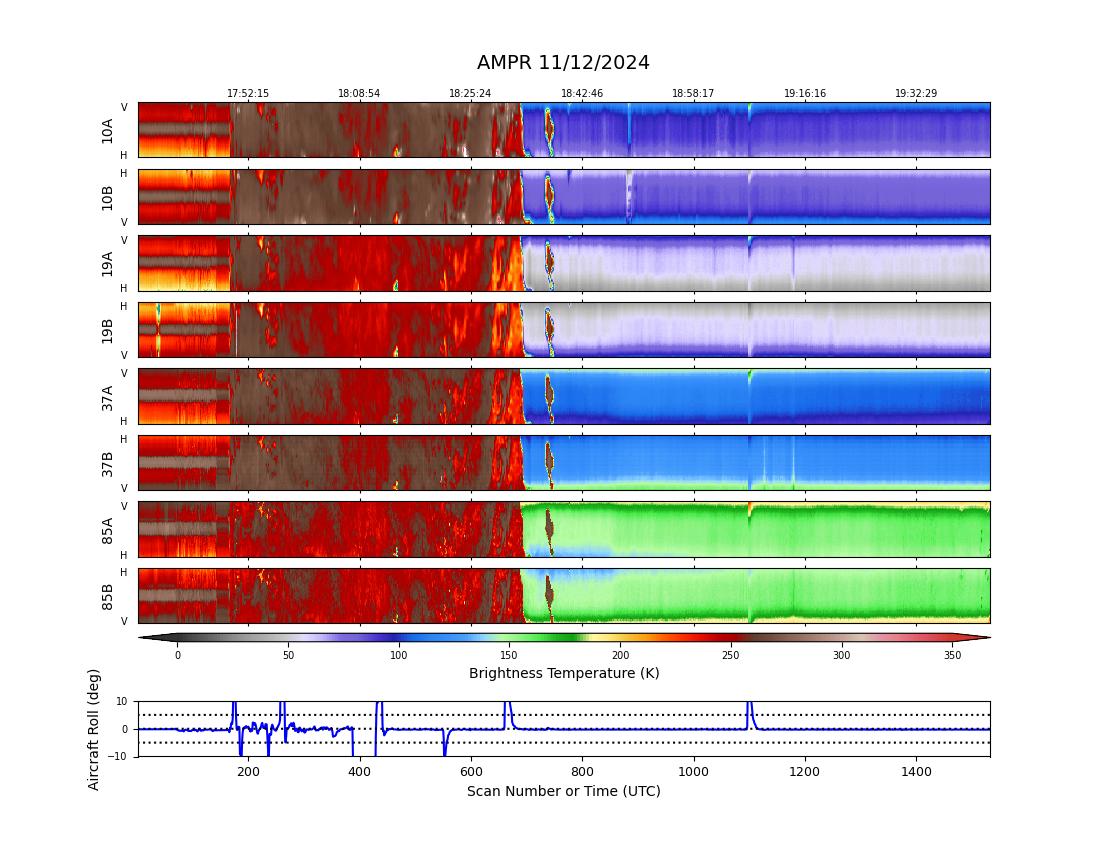 AMPR 11/12/2024
17:52:15 18:08:54 18:25:24 18:42:46 18:58:17 19:16:16 19:32:29
V
10A
H
H
10B
V
V
19A
H
H
19B
V
V
37A
H
H
37B
V
V
85A
H
H
85B
V
0 50 100 150 200 250 300 350
Brightness Temperature (K)
Aircraft Roll (deg)
10
0
−10
200 400 600 800 1000 1200 1400
Scan Number or Time (UTC)